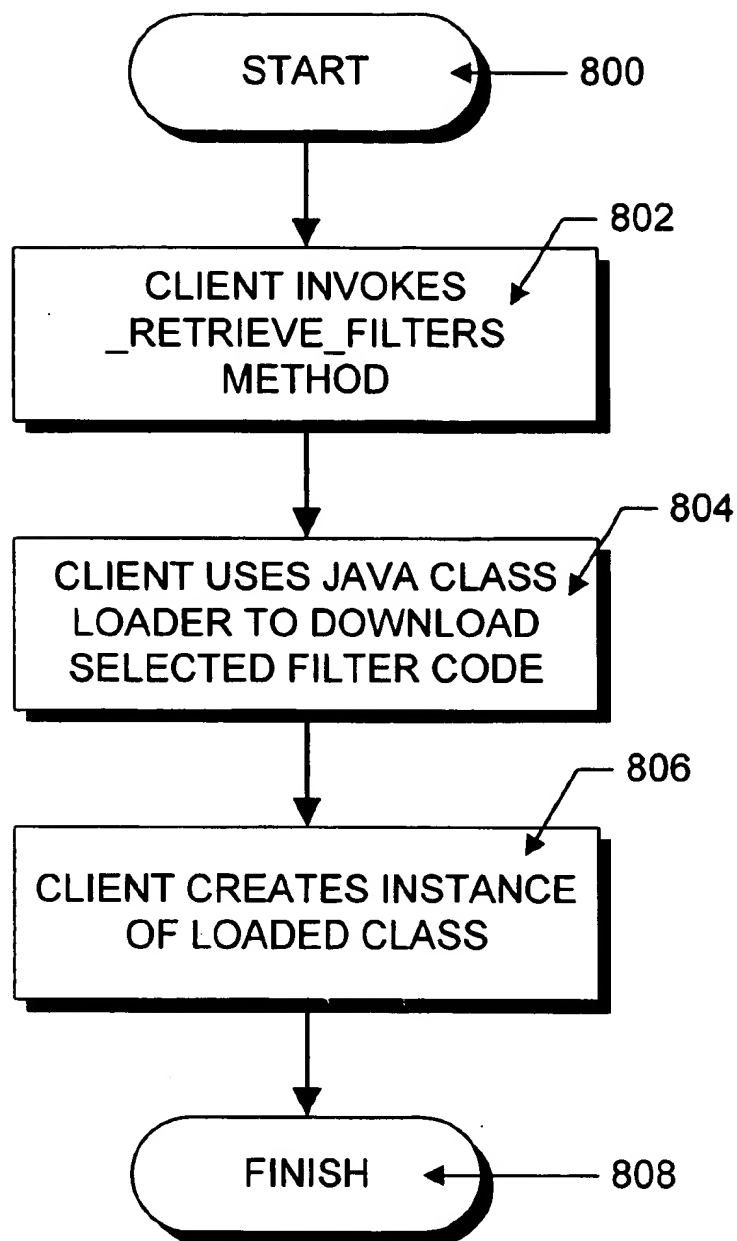 START
800
802
CLIENT INVOKES
_RETRIEVE_FILTERS
METHOD
804
CLIENT USES JAVA CLASS
LOADER TO DOWNLOAD
SELECTED FILTER CODE
806
CLIENT CREATES INSTANCE
OF LOADED CLASS
FINISH
808